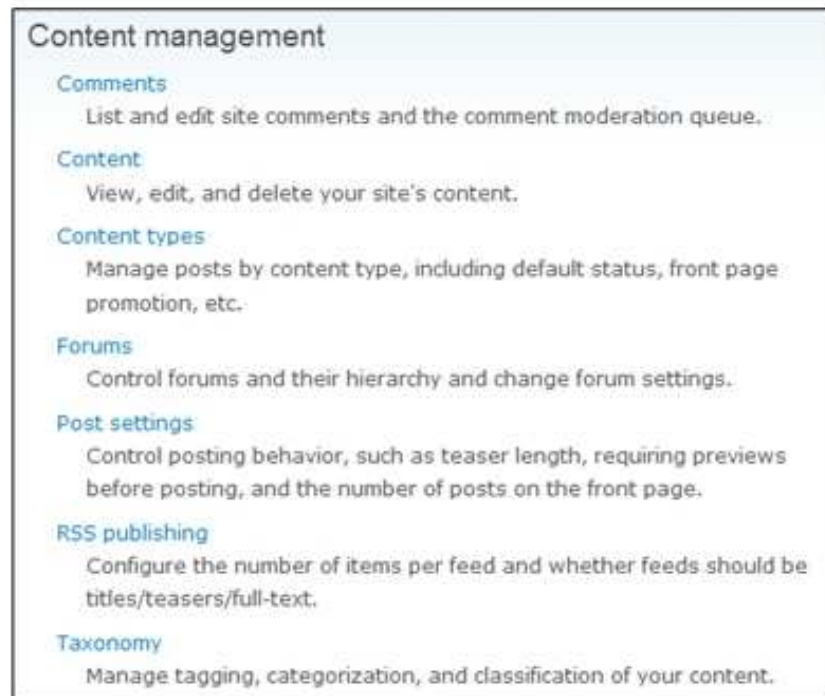 Content management
Comments
List and edit site comments and the comment moderation queue.
Content
View, edit, and delete your site's content.
Content types
Manage posts by content type, including default status, front page
promotion, etc.
Forums
Control forums and their hierarchy and change forum settings.
Post settings
Control posting behavior, such as teaser length, requiring previews
before posting, and the number of posts on the front page.
RSS publishing
Configure the number of items per feed and whether feeds should be
titles/teasers/full-text.
Taxonomy
Manage tagging, categorization, and classification of your content.